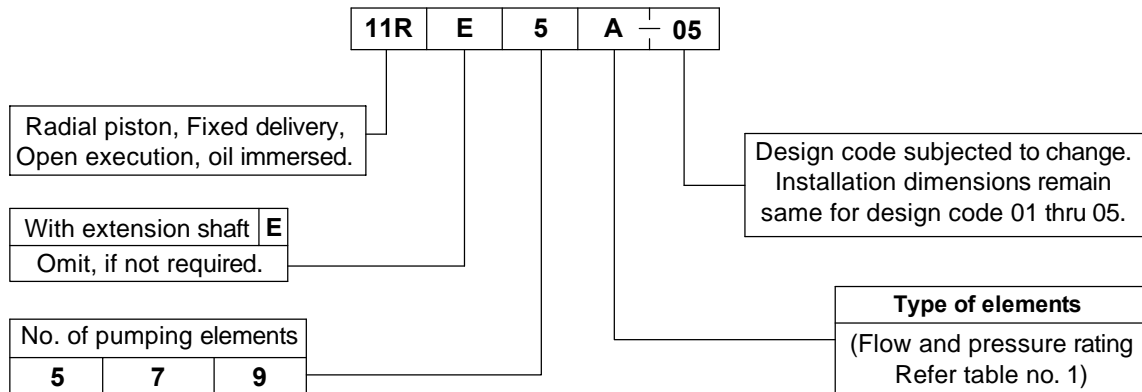 11R E 5 A – 05
Radial piston, Fixed delivery,
Open execution, oil immersed.
With extension shaft E
Omit, if not required.
No. of pumping elements
5 7 9
Design code subjected to change.
Installation dimensions remain
same for design code 01 thru 05.
Type of elements
(Flow and pressure rating
Refer table no. 1)